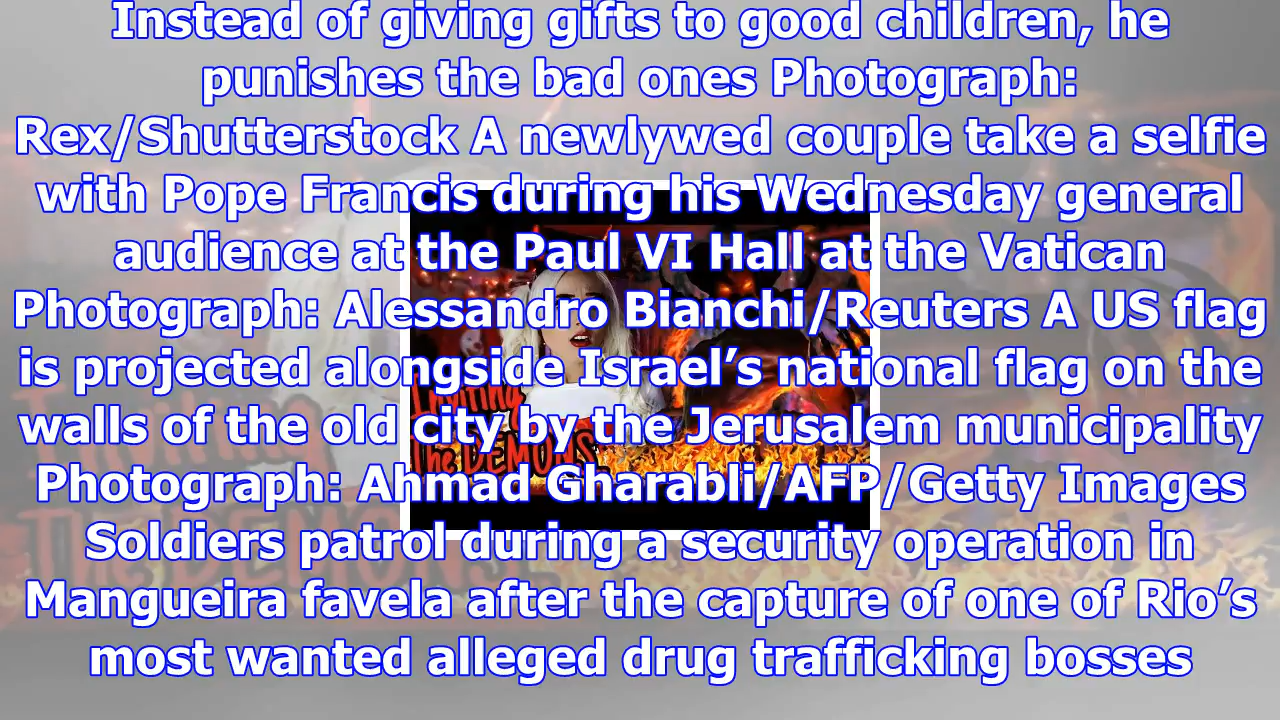 Instead of giving gifts to good children, he
punishes the bad ones Photograph:
Rex/Shutterstock A newlywed couple take a selfie
with Pope Francis during his Wednesday general
audience at the Paul VI Hall at the Vatican
Photograph: Alessandro Bianchi/Reuters A US flag
is projected alongside Israel’s national flag on the
walls of the old city by the Jerusalem municipality
Photograph: Ahmad Gharabli/AFP/Getty Images
Soldiers patrol during a security operation in
Mangueira favela after the capture of one of Rio’s
most wanted alleged drug trafficking bosses
Inviting
The DEMONS